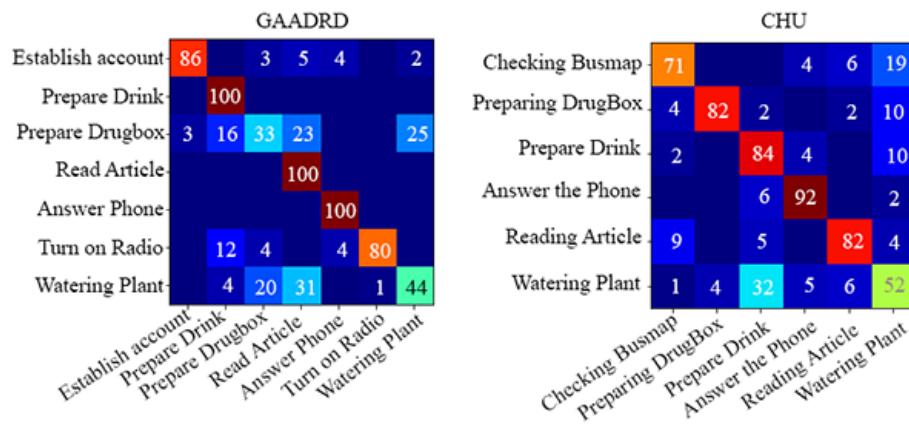 GAADRD
Establish account 86 3 5 4 2
Prepare Drink 100
Prepare Drugbox 3 16 33 23 25
Read Article 100
Answer Phone 100
Turn on Radio 12 4 4 80
Watering Plant 4 20 31 1 44
Establish account
Prepare Drink
Prepare Drugbox
Read Article
Answer Phone
Turn on Radio
Watering Plant
CHU
Checking Busmap 71 4 6 19
Preparing DrugBox 4 82 2 2 10
Prepare Drink 2 84 4 10
Answer the Phone 6 92 2
Reading Article 9 5 82 4
Watering Plant 1 4 32 5 6 52
Checking Busmap
Preparing DrugBox
Prepare Drink
Answer the Phone
Reading Article
Watering Plant